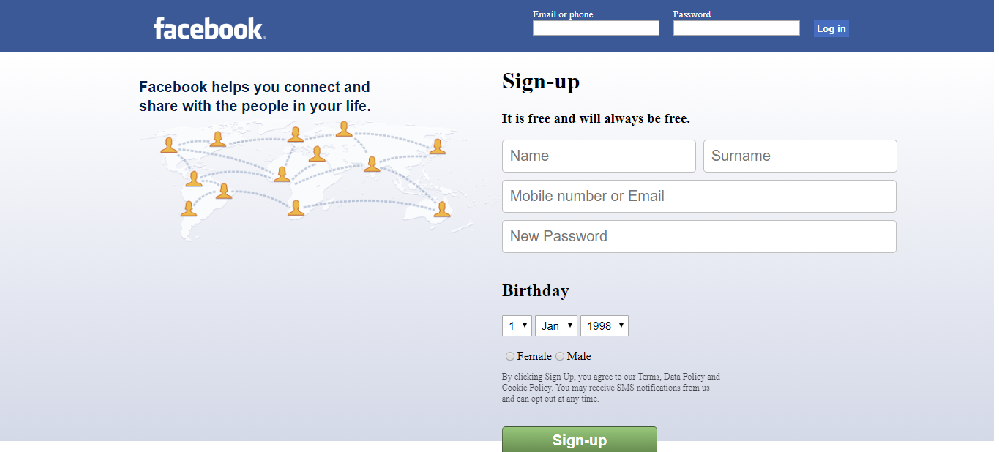 facebook.
Email or phone
Password
Log in
Facebook helps you connect and
share with the people in your life.
Sign-up
It is free and will always be free.
Name
Surname
Mobile number or Email
New Password
Birthday
1 Jan 1998
Female Male
By clicking Sign Up, you agree to our Terms, Data Policy and
Cookie Policy. You may receive SMS notifications from us
and can opt out at any time.
Sign-up